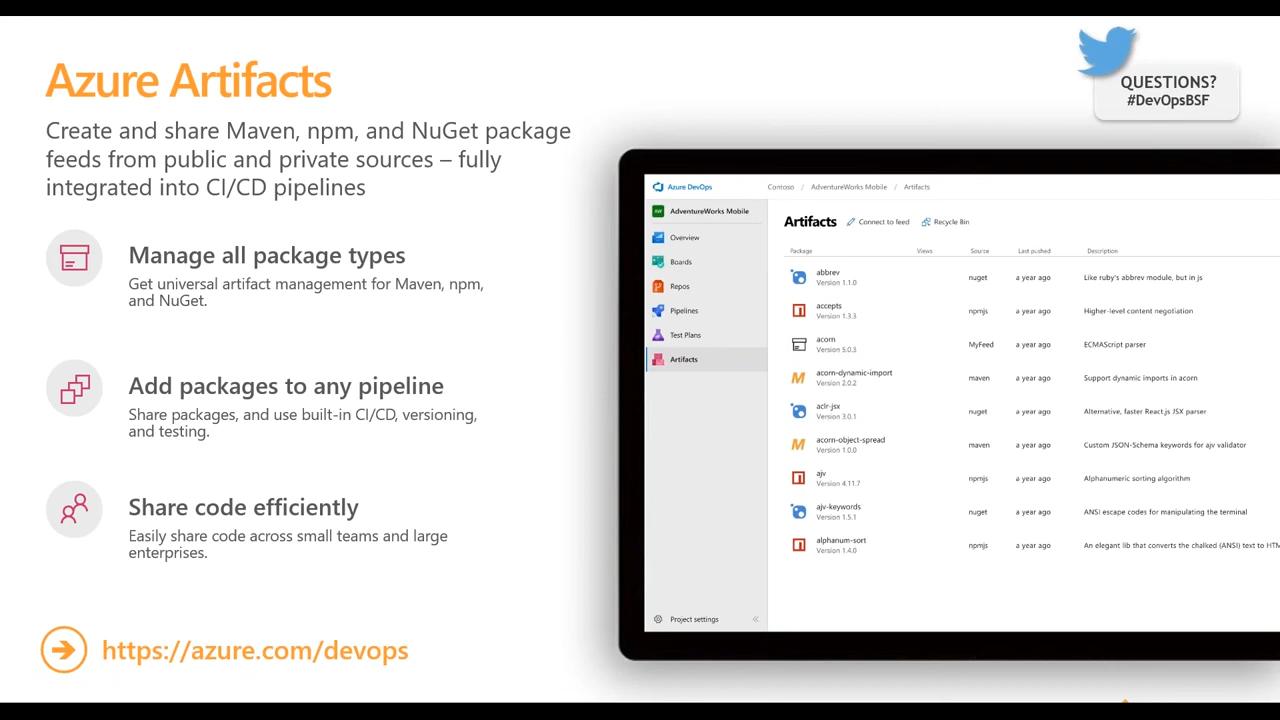 Azure Artifacts
Create and share Maven, npm, and NuGet package
feeds from public and private sources – fully
integrated into CI/CD pipelines
Manage all package types
Get universal artifact management for Maven, npm,
and NuGet.
Add packages to any pipeline
Share packages, and use built-in CI/CD, versioning,
and testing.
Share code efficiently
Easily share code across small teams and large
enterprises.
https://azure.com/devops
QUESTIONS?
#DevOpsBSF
Azure DevOps
Contoso / AdventureWorks Mobile / Artifacts
AdventureWorks Mobile
Overview
Boards
Repos
Pipelines
Test Plans
Artifacts
Project settings
Artifacts Connect to feed Recycle Bin
Package Views Source Last pushed Description
abbrev
Version 1.1.0
nuget a year ago Like ruby's abbrev module, but in js
accepts
Version 1.3.3
npmjs a year ago Higher-level content negotiation
acorn
Version 5.0.3
MyFeed a year ago ECMAScript parser
acorn-dynamic-import
Version 2.0.2
maven a year ago Support dynamic imports in acorn
aclr-jsx
Version 3.0.1
nuget a year ago Alternative, faster React.js JSX parser
acorn-object-spread
Version 1.0.0
maven a year ago Custom JSON-Schema keywords for ajv validator
ajv
Version 4.11.7
npmjs a year ago Alphanumeric sorting algorithm
ajv-keywords
Version 1.5.1
nuget a year ago ANSI escape codes for manipulating the terminal
alphanum-sort
Version 1.4.0
npmjs a year ago An elegant lib that converts the chalked (ANSI) text to HTM